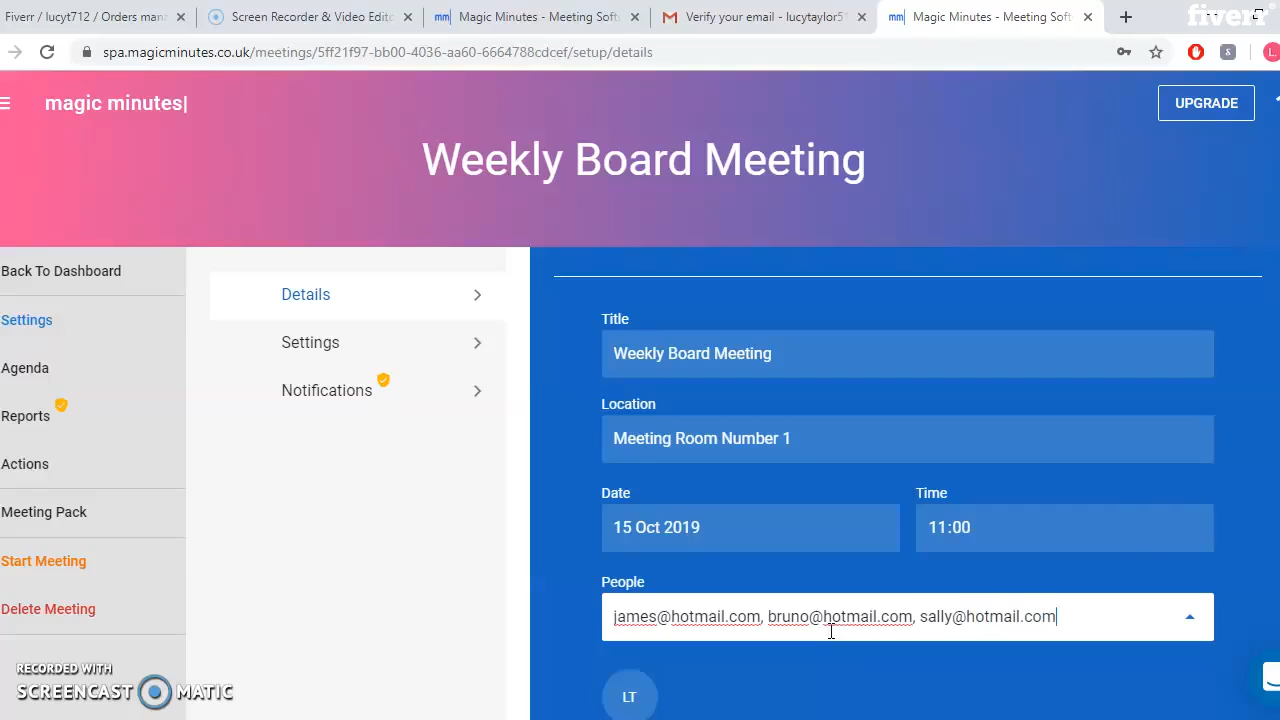 Fiverr / lucyt712 / Orders man
Screen Recorder & Video Edito
mm Magic Minutes - Meeting Soft
Verify your email - lucytaylor5
mm Magic Minutes - Meeting Soft
fiverr
spa.magicminutes.co.uk/meetings/5ff21f97-bb00-4036-aa60-6664788cdcef/setup/details
magic minutes|
UPGRADE
Weekly Board Meeting
Back To Dashboard
Settings
Agenda
Reports
Actions
Meeting Pack
Start Meeting
Delete Meeting
Details
Settings
Notifications
Title
Weekly Board Meeting
Location
Meeting Room Number 1
Date
Time
15 Oct 2019
11:00
People
james@hotmail.com, bruno@hotmail.com, sally@hotmail.com
LT
RECORDED WITH
SCREENCAST MATIC